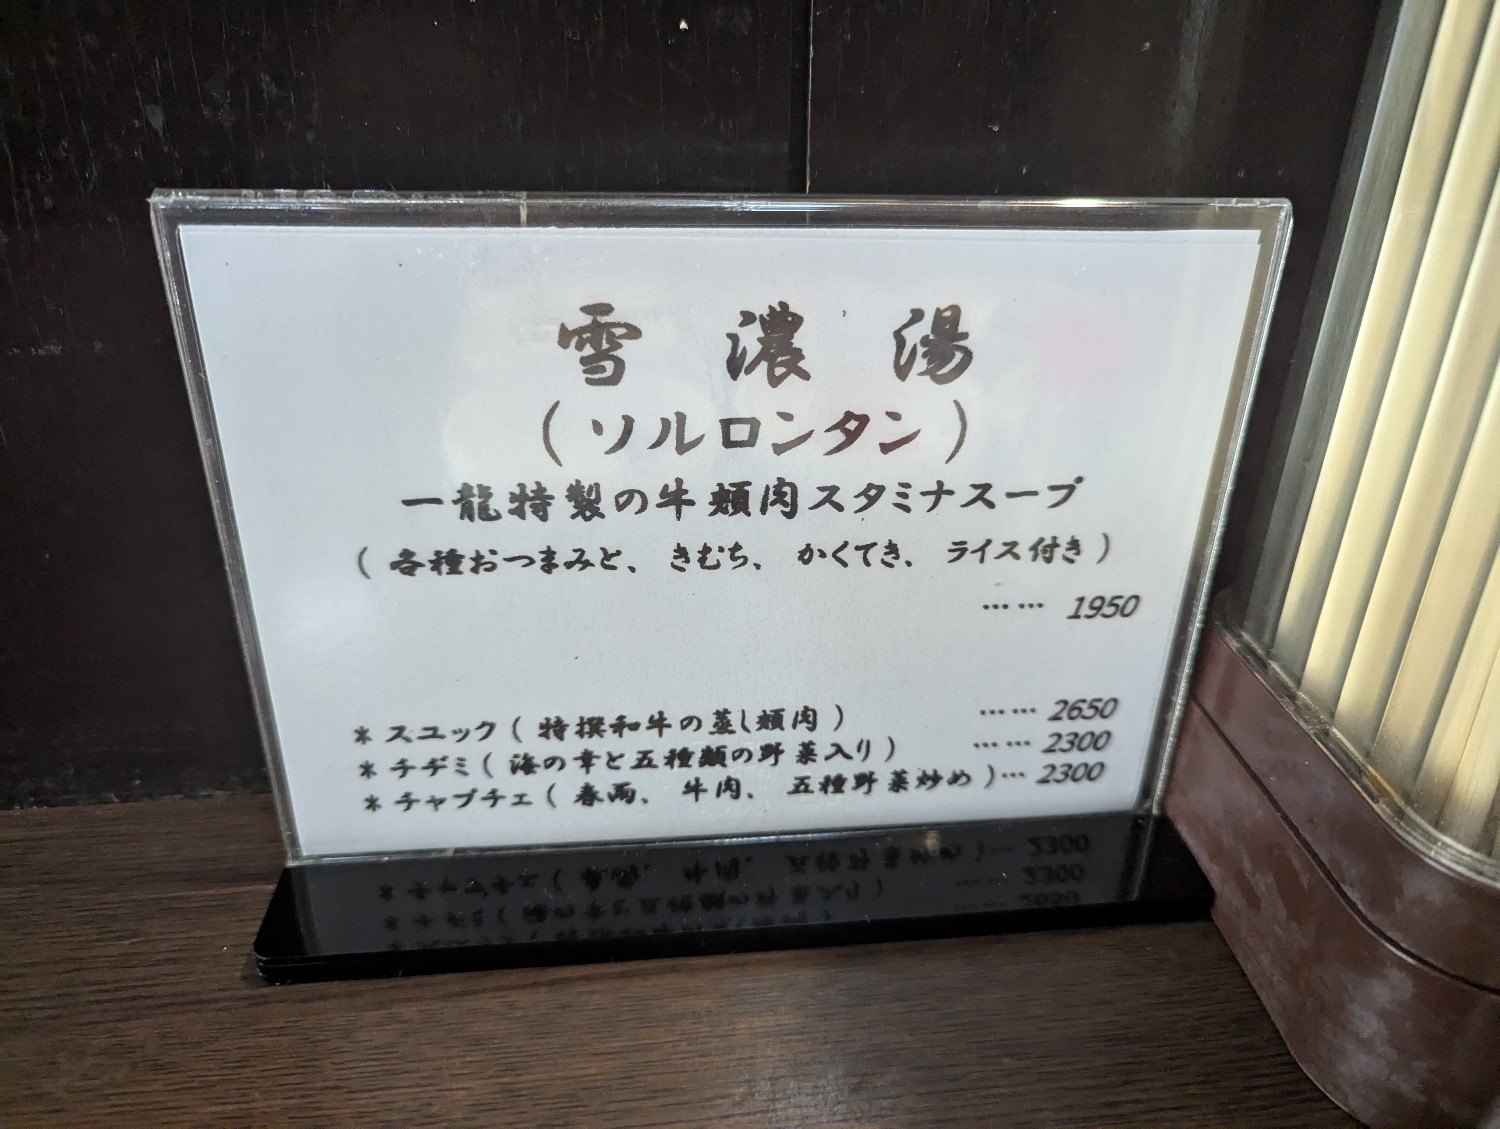 雪 濃 湯
(ソルロンタン)
一龍特製の牛頬肉スタミナスープ
(各種おつまみと、きむち、かくてき、ライス付き)
…… 1950
* スユック(特撰和牛の蒸し頬肉) …… 2650
* チヂミ(海の幸と五種類の野菜入り) …… 2300
* チャプチェ(春雨、牛肉、五種野菜炒め)… 2300